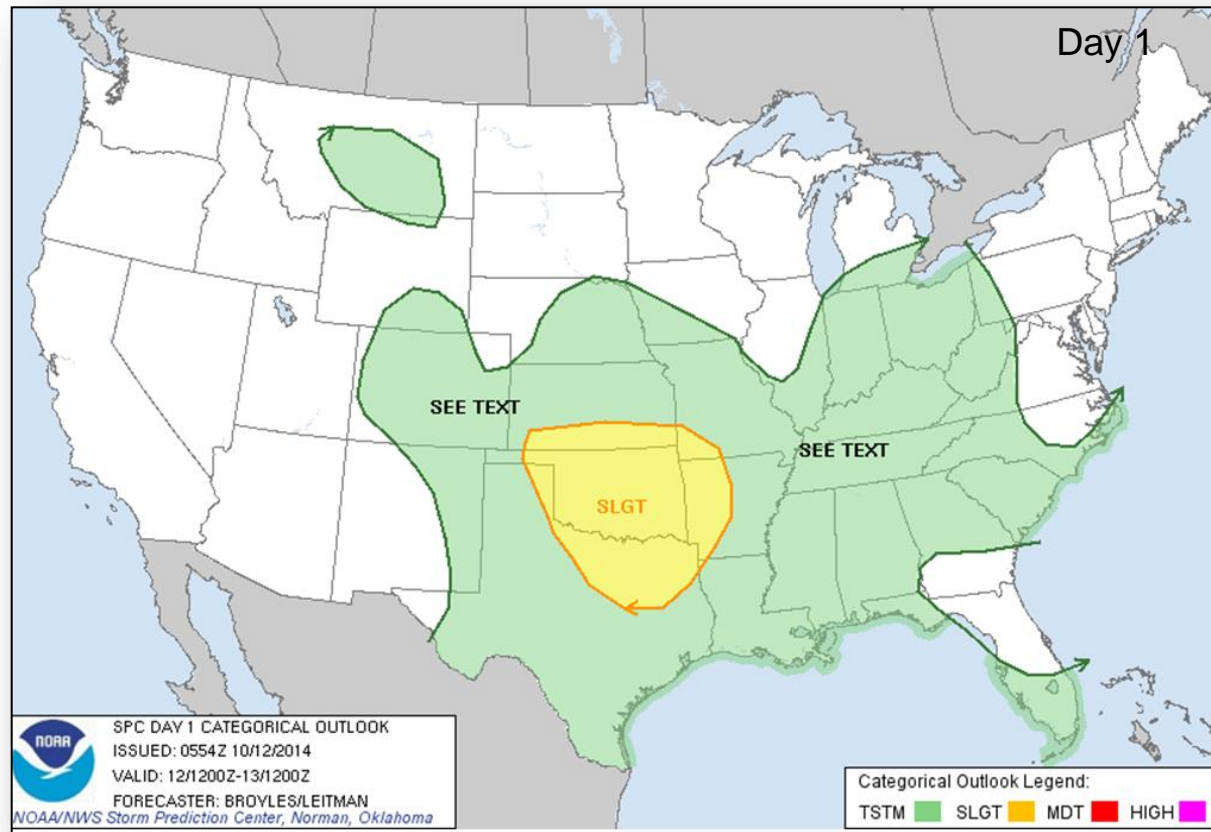 Day 1
SEE TEXT
SEE TEXT
SLGT
NOAA
SPC DAY 1 CATEGORICAL OUTLOOK
ISSUED: 0554Z 10/12/2014
VALID: 12/1200Z-13/1200Z
FORECASTER: BROYLES/LEITMAN
NOAA/NWS Storm Prediction Center, Norman, Oklahoma
Categorical Outlook Legend:
TSTM SLGT MDT HIGH